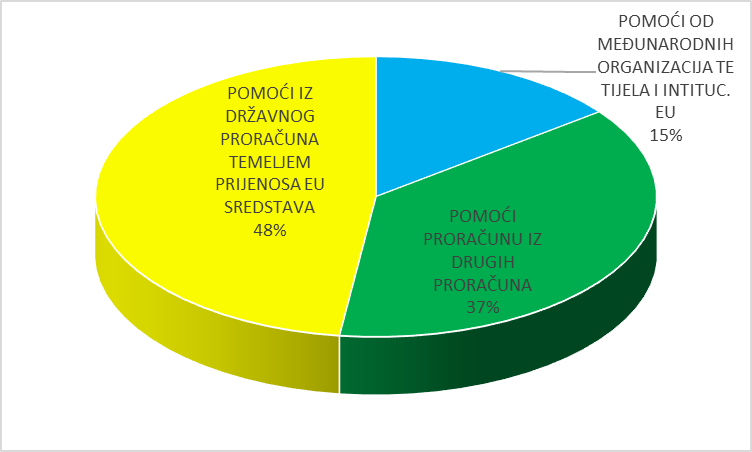 POMOĆI OD
MEĐUNARODNIH
ORGANIZACIJA TE
TIJELA I INTITUC.
EU
15%
POMOĆI IZ
DRŽAVNOG
PRORAČUNA
TEMELJEM
PRIJENOSA EU
SREDSTAVA
48%
POMOĆI
PRORAČUNU IZ
DRUGIH
PRORAČUNA
37%